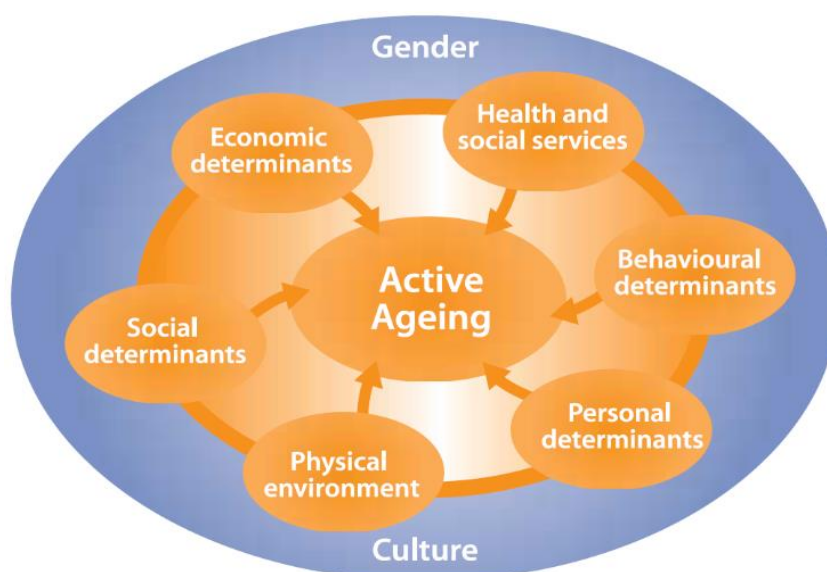 Gender
Economic
determinants
Health and
social services
Active
Ageing
Behavioural
determinants
Social
determinants
Personal
determinants
Physical
environment
Culture